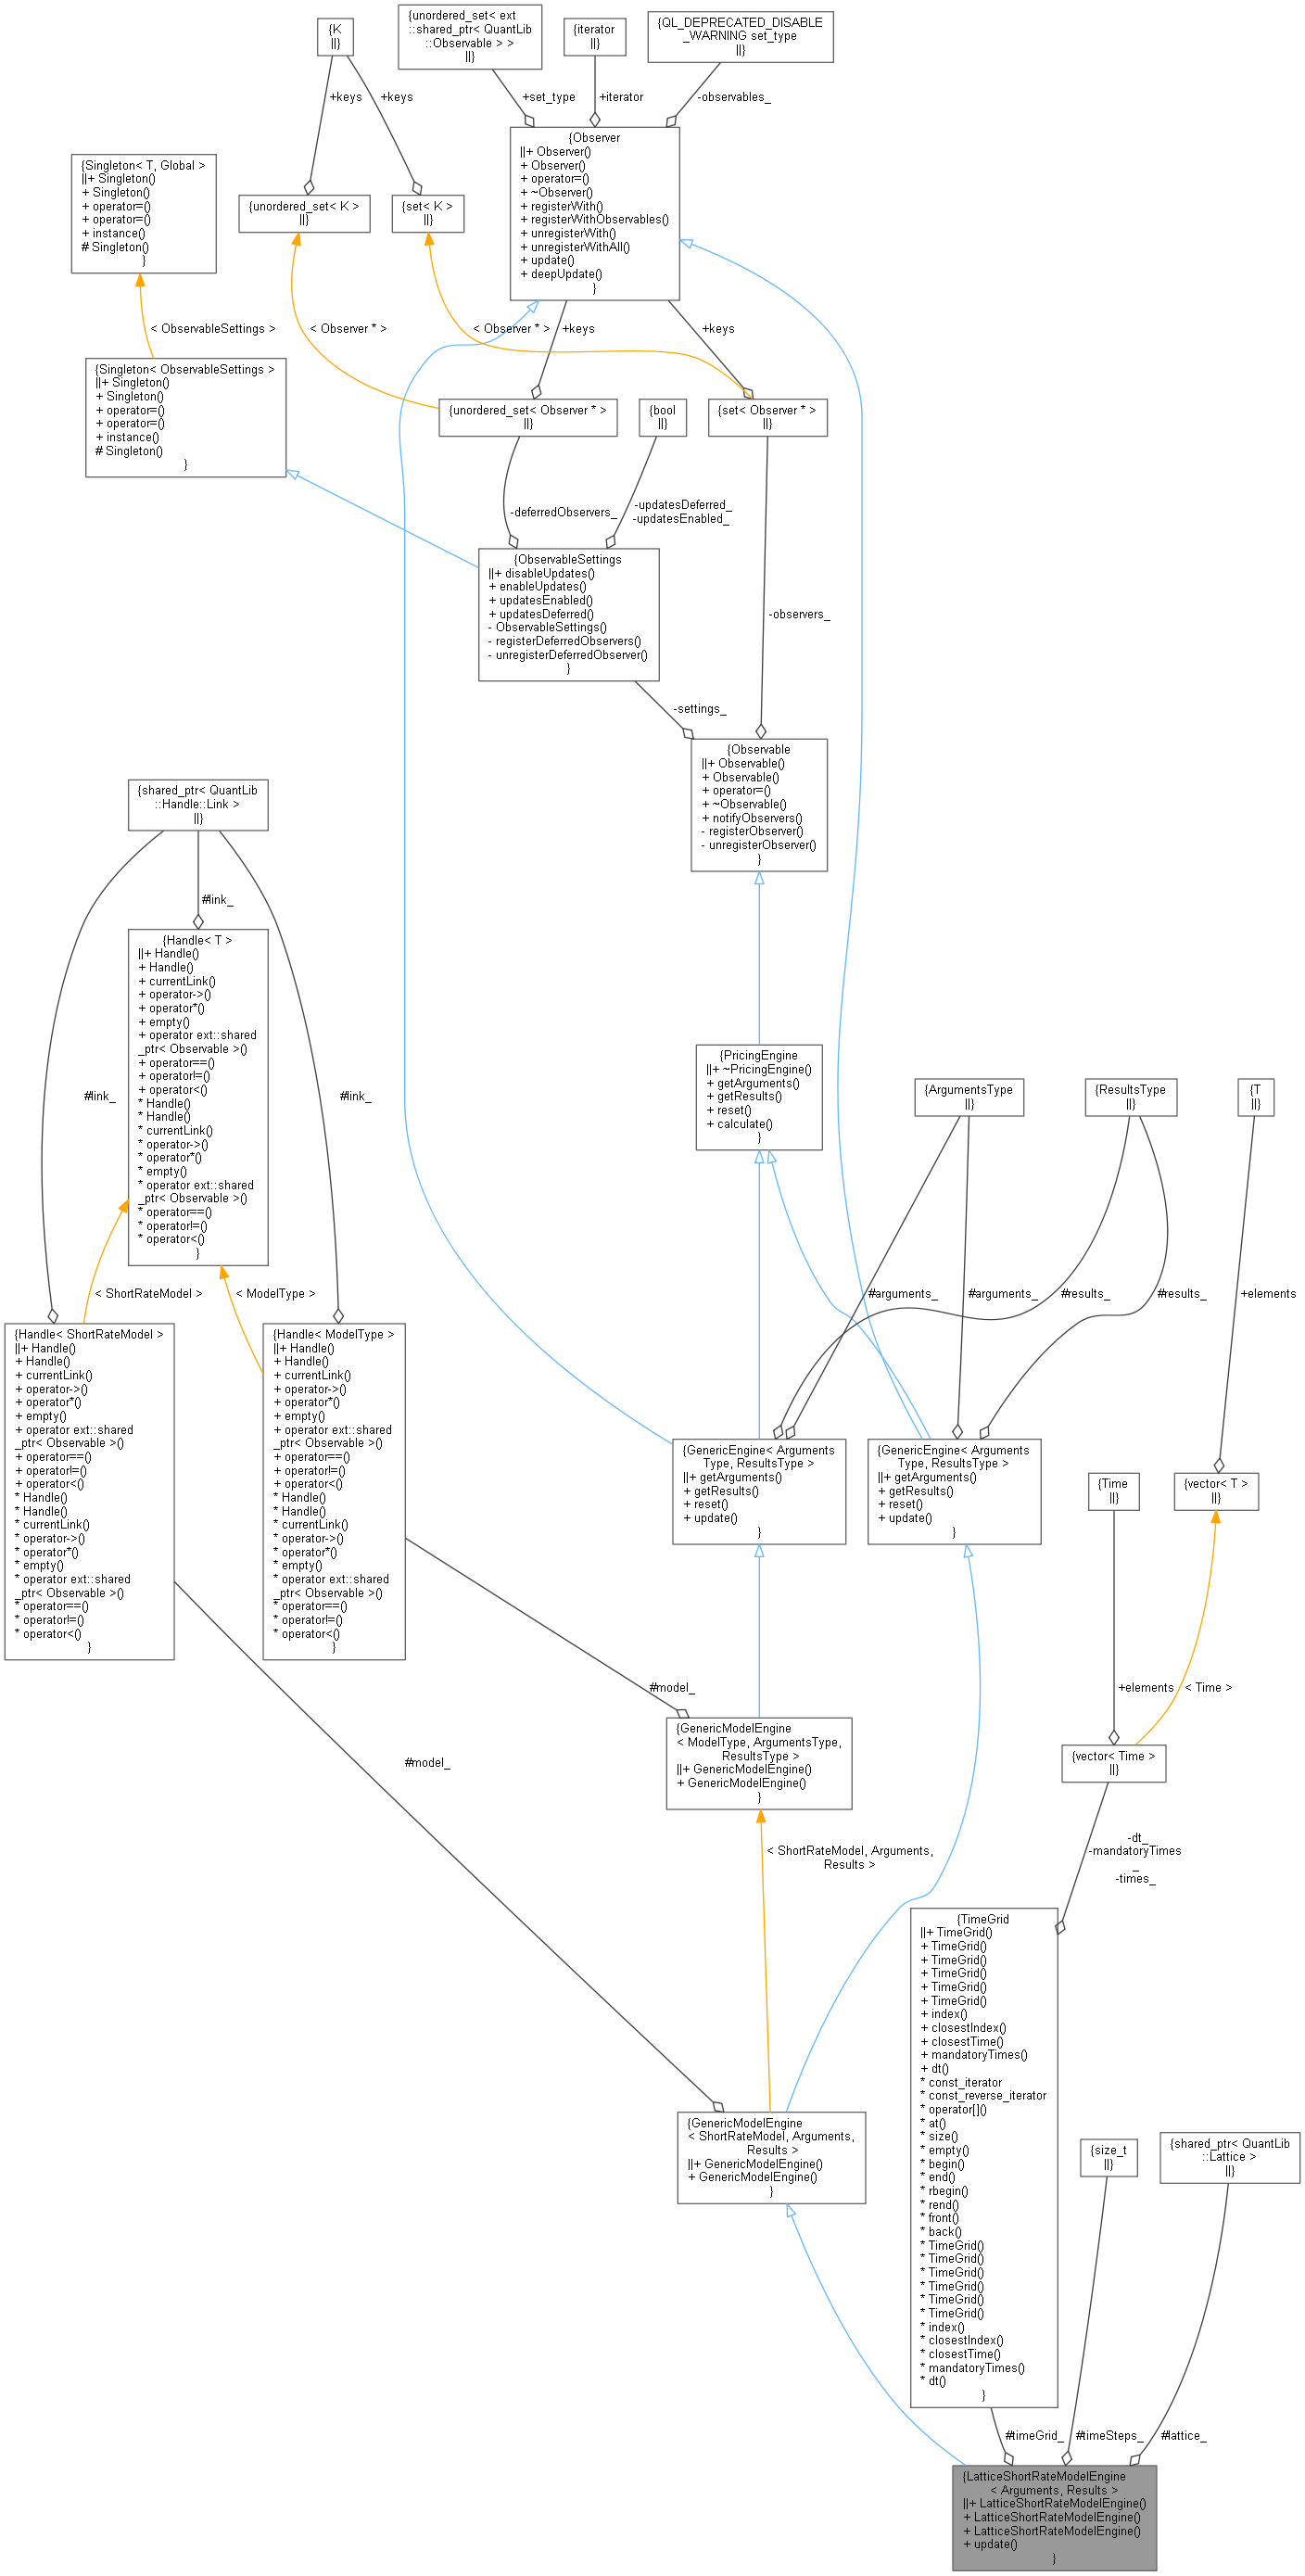 {K
||}
{unordered_set< ext
::shared_ptr< QuantLib
::Observable > >
||}
{iterator
||}
{QL_DEPRECATED_DISABLE
_WARNING set_type
||}
+keys
+keys
+set_type
+iterator
-observables_
{Singleton< T, Global >
||+ Singleton()
+ Singleton()
+ operator=()
+ operator=()
+ instance()
# Singleton()
}
{unordered_set< K >
||}
{set< K >
||}
{Observer
||+ Observer()
+ Observer()
+ operator=()
+ ~Observer()
+ registerWith()
+ registerWithObservables()
+ unregisterWith()
+ unregisterWithAll()
+ update()
+ deepUpdate()
}
< ObservableSettings >
< Observer * >
< Observer * >
+keys
+keys
{Singleton< ObservableSettings >
||+ Singleton()
+ Singleton()
+ operator=()
+ operator=()
+ instance()
# Singleton()
}
{unordered_set< Observer * >
||}
{bool
||}
{set< Observer * >
||}
-deferredObservers_
-updatesDeferred_
-updatesEnabled_
{ObservableSettings
||+ disableUpdates()
+ enableUpdates()
+ updatesEnabled()
+ updatesDeferred()
- ObservableSettings()
- registerDeferredObservers()
- unregisterDeferredObserver()
}
-observers_
-settings_
{Observable
||+ Observable()
+ Observable()
+ operator=()
+ ~Observable()
+ notifyObservers()
- registerObserver()
- unregisterObserver()
}
{shared_ptr< QuantLib
::Handle::Link >
||}
#link_
{Handle< T >
||+ Handle()
+ Handle()
+ currentLink()
+ operator->()
+ operator*()
+ empty()
+ operator ext::shared
_ptr< Observable >()
+ operator==()
+ operator!=()
+ operator<()
* Handle()
* Handle()
* currentLink()
* operator->()
* operator*()
* empty()
* operator ext::shared
_ptr< Observable >()
* operator==()
* operator!=()
* operator<()
}
#link_
#link_
{PricingEngine
||+ ~PricingEngine()
+ getArguments()
+ getResults()
+ reset()
+ calculate()
}
{ArgumentsType
||}
{ResultsType
||}
{T
||}
< ShortRateModel >
< ModelType >
#arguments_
#arguments_
#results_
#results_
+elements
{Handle< ShortRateModel >
||+ Handle()
+ Handle()
+ currentLink()
+ operator->()
+ operator*()
+ empty()
+ operator ext::shared
_ptr< Observable >()
+ operator==()
+ operator!=()
+ operator<()
* Handle()
* Handle()
* currentLink()
* operator->()
* operator*()
* empty()
* operator ext::shared
_ptr< Observable >()
* operator==()
* operator!=()
* operator<()
}
{Handle< ModelType >
||+ Handle()
+ Handle()
+ currentLink()
+ operator->()
+ operator*()
+ empty()
+ operator ext::shared
_ptr< Observable >()
+ operator==()
+ operator!=()
+ operator<()
* Handle()
* Handle()
* currentLink()
* operator->()
* operator*()
* empty()
* operator ext::shared
_ptr< Observable >()
* operator==()
* operator!=()
* operator<()
}
{GenericEngine< Arguments
Type, ResultsType >
||+ getArguments()
+ getResults()
+ reset()
+ update()
}
{GenericEngine< Arguments
Type, ResultsType >
||+ getArguments()
+ getResults()
+ reset()
+ update()
}
{Time
||}
{vector< T >
||}
#model_
+elements
< Time >
#model_
{GenericModelEngine
< ModelType, ArgumentsType,
ResultsType >
||+ GenericModelEngine()
+ GenericModelEngine()
}
{vector< Time >
||}
< ShortRateModel, Arguments,
Results >
-dt_
-mandatoryTimes
_
-times_
{TimeGrid
||+ TimeGrid()
+ TimeGrid()
+ TimeGrid()
+ TimeGrid()
+ TimeGrid()
+ TimeGrid()
+ index()
+ closestIndex()
+ closestTime()
+ mandatoryTimes()
+ dt()
* const_iterator
* const_reverse_iterator
* operator[]()
* at()
* size()
* empty()
* begin()
* end()
* rbegin()
* rend()
* front()
* back()
* TimeGrid()
* TimeGrid()
* TimeGrid()
* TimeGrid()
* TimeGrid()
* TimeGrid()
* index()
* closestIndex()
* closestTime()
* mandatoryTimes()
* dt()
}
{GenericModelEngine
< ShortRateModel, Arguments,
Results >
||+ GenericModelEngine()
+ GenericModelEngine()
}
{size_t
||}
{shared_ptr< QuantLib
::Lattice >
||}
#timeGrid_
#timeSteps_
#lattice_
{LatticeShortRateModelEngine
< Arguments, Results >
||+ LatticeShortRateModelEngine()
+ LatticeShortRateModelEngine()
+ LatticeShortRateModelEngine()
+ update()
}